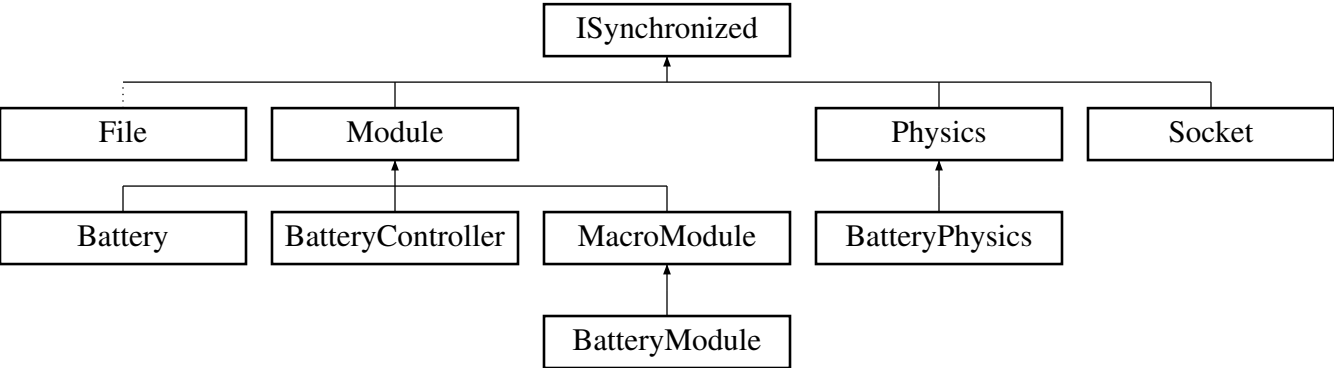 ISynchronized
File
Module
Physics
Socket
Battery
BatteryController
MacroModule
BatteryPhysics
BatteryModule